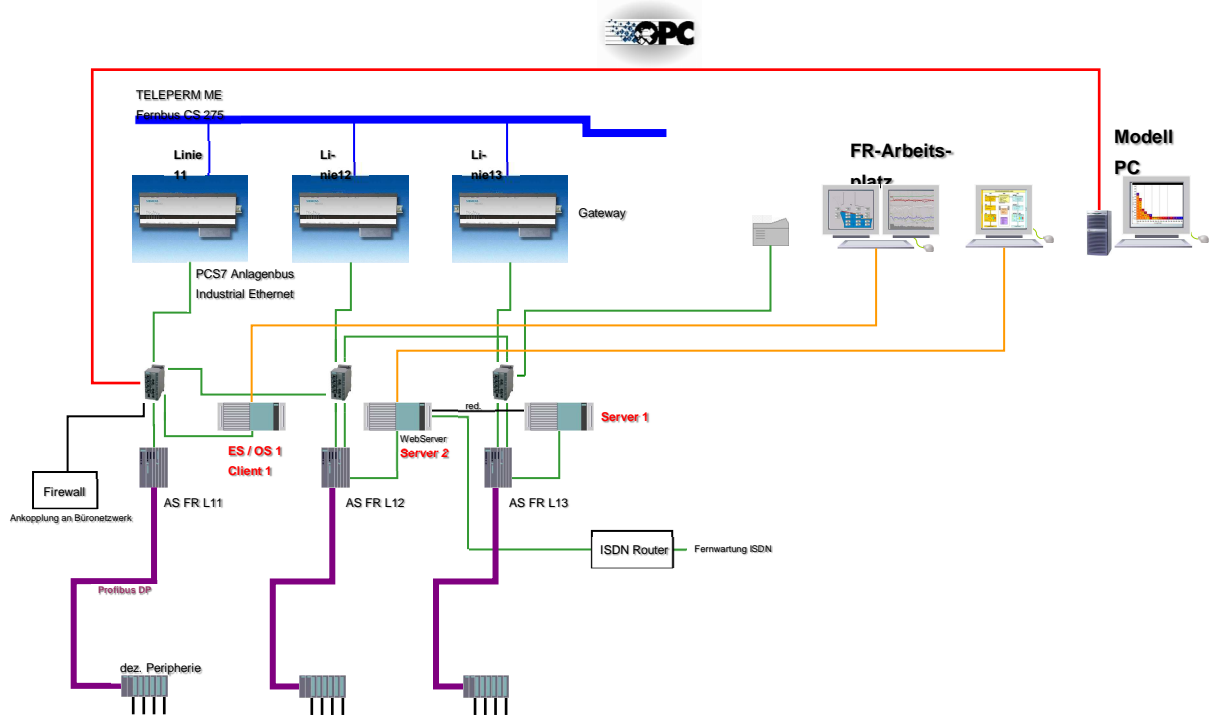 OPC
TELEPERM ME
Fernbus CS 275
Linie
11
Li-
nie12
Li-
nie13
Gateway
FR-Arbeits-
platz
Modell
PC
PCS7 Anlagenbus
Industrial Ethernet
red.
Server 1
WebServer
Server 2
ES / OS 1
Client 1
Firewall
Ankopplung an Büronetzwerk
AS FR L11
AS FR L12
AS FR L13
ISDN Router
Fernwartung ISDN
Profibus DP
dez. Peripherie